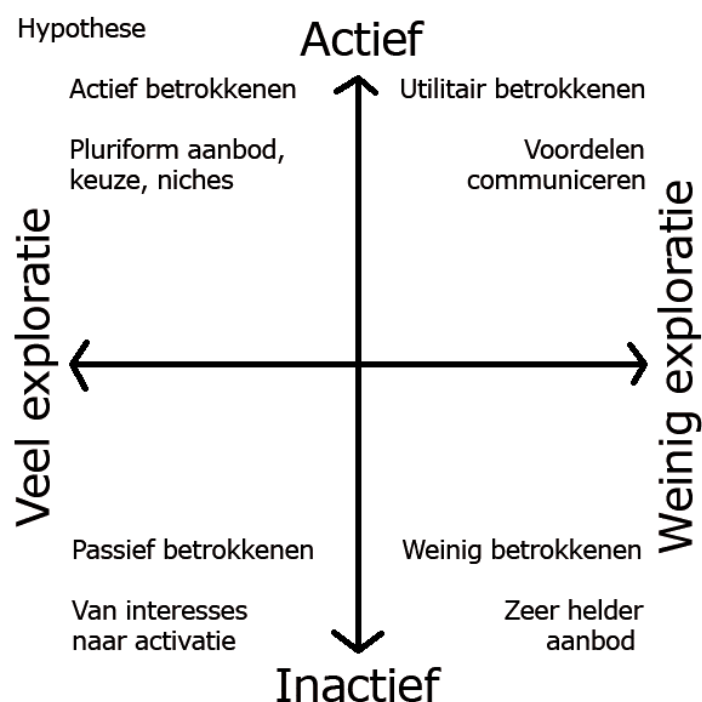 Hypothese
Actief
Actief betrokkenen
Utilitair betrokkenen
Pluriform aanbod,
keuze, niches
Voordelen
communiceren
Veel exploratie
Weinig exploratie
Passief betrokkenen
Weinig betrokkenen
Van interesses
naar activatie
Zeer helder
aanbod
Inactief